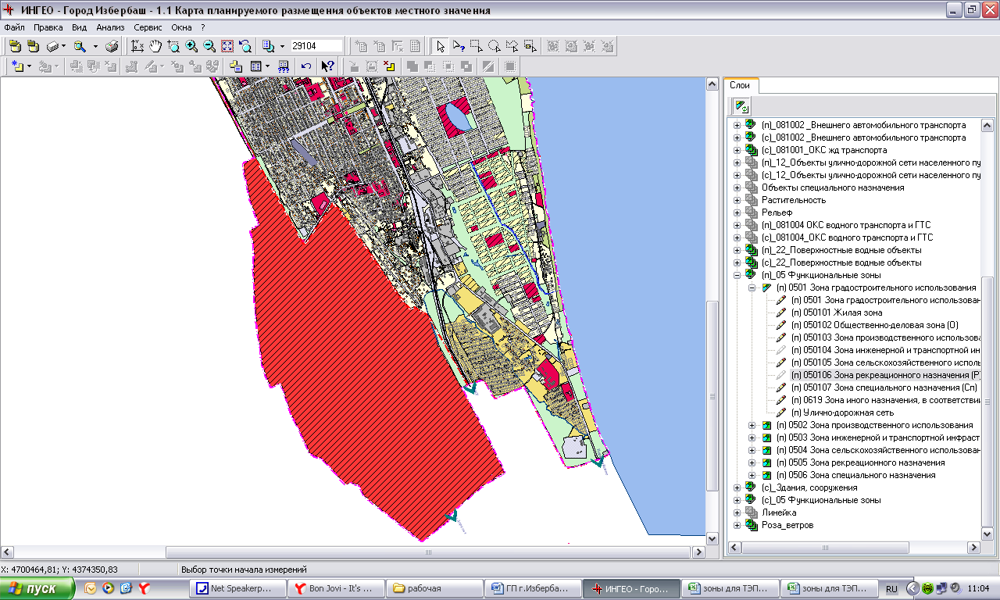 ИНГЕО - Город Избербаш - 1.1 Карта планируемого размещения объектов местного значения
Файл Правка Вид Анализ Сервис Окна ?
29104
Слои
(п)_081002_Внешнего автомобильного транспорта
(с)_081002_Внешнего автомобильного транспорта
(с)_081001_ОКС жд транспорта
(п)_12_Объекты улично-дорожной сети населенного пу
(с)_12_Объекты улично-дорожной сети населенного пу
Объекты специального назначения
Растительность
Рельеф
(п)_081004 ОКС водного транспорта и ГТС
(с)_081004_ОКС водного транспорта и ГТС
(п)_22_Поверхностные водные объекты
(с)_22_Поверхностные водные объекты
(п)_05 Функциональные зоны
(п) 0501 Зона градостроительного использования
(п) 0501 Зона градостроительного использован
(п) 050101 Жилая зона
(п) 050102 Общественно-деловая зона (О)
(п) 050103 Зона производственного использова
(п) 050104 Зона инженерной и транспортной ин
(п) 050105 Зона сельскохозяйственного исполь
(п) 050106 Зона рекреационного назначения (Р
(п) 050107 Зона специального назначения (Сп)
(п) 0619 Зона иного назначения, в соответстви
(п) Улично-дорожная сеть
(п) 0502 Зона производственного использования
(п) 0503 Зона инженерной и транспортной инфраст
(п) 0504 Зона сельскохозяйственного использован
(п) 0505 Зона рекреационного назначения
(п) 0506 Зона специального назначения
(с)_Здания, сооружения
(с)_05 Функциональные зоны
Линейка
Роза_ветров
X: 4700464,81; Y: 4374350,83 Выбор точки начала измерений
пуск Net Speakerp... Bon Jovi - It's ... рабочая ГП г.Избербa... ИНГЕО - Горо... зоны для ТЭП... зоны для ТЭП... RU 11:04